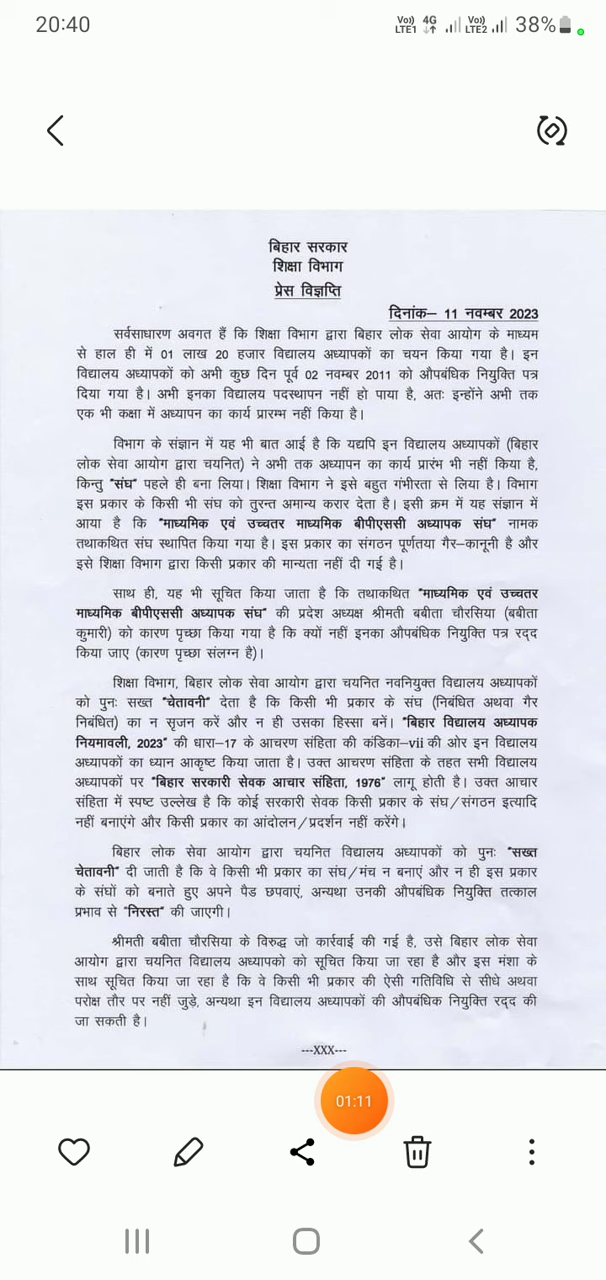 20:40
Vo) LTE1 4G Vo) LTE2 38%
बिहार सरकार
शिक्षा विभाग
प्रेस विज्ञप्ति
दिनांक– 11 नवम्बर 2023
सर्वसाधारण अवगत हैं कि शिक्षा विभाग द्वारा बिहार लोक सेवा आयोग के माध्यम
से हाल ही में 01 लाख 20 हजार विद्यालय अध्यापकों का चयन किया गया है। इन
विद्यालय अध्यापकों को अभी कुछ दिन पूर्व 02 नवम्बर 2011 को औपबंधिक नियुक्ति पत्र
दिया गया है। अभी इनका विद्यालय पदस्थापन नहीं हो पाया है, अतः इन्होंने अभी तक
एक भी कक्षा में अध्यापन का कार्य प्रारम्भ नहीं किया है।
विभाग के संज्ञान में यह भी बात आई है कि यद्यपि इन विद्यालय अध्यापकों (बिहार
लोक सेवा आयोग द्वारा चयनित) ने अभी तक अध्यापन का कार्य प्रारंभ भी नहीं किया है,
किन्तु "संघ" पहले ही बना लिया। शिक्षा विभाग ने इसे बहुत गंभीरता से लिया है। विभाग
इस प्रकार के किसी भी संघ को तुरन्त अमान्य करार देता है। इसी क्रम में यह संज्ञान में
आया है कि "माध्यमिक एवं उच्चतर माध्यमिक बीपीएससी अध्यापक संघ" नामक
तथाकथित संघ स्थापित किया गया है। इस प्रकार का संगठन पूर्णतया गैर–कानूनी है और
इसे शिक्षा विभाग द्वारा किसी प्रकार की मान्यता नहीं दी गई है।
साथ ही, यह भी सूचित किया जाता है कि तथाकथित "माध्यमिक एवं उच्चतर
माध्यमिक बीपीएससी अध्यापक संघ" की प्रदेश अध्यक्ष श्रीमती बबीता चौरसिया (बबीता
कुमारी) को कारण पृच्छा किया गया है कि क्यों नहीं इनका औपबंधिक नियुक्ति पत्र रद्द
किया जाए (कारण पृच्छा संलग्न है)।
शिक्षा विभाग, बिहार लोक सेवा आयोग द्वारा चयनित नवनियुक्त विद्यालय अध्यापकों
को पुनः सख्त "चेतावनी" देता है कि किसी भी प्रकार के संघ (निबंधित अथवा गैर
निबंधित) का न सृजन करें और न ही उसका हिस्सा बनें। "बिहार विद्यालय अध्यापक
नियमावली, 2023" की धारा–17 के आचरण संहिता की कंडिका–vii की ओर इन विद्यालय
अध्यापकों का ध्यान आकृष्ट किया जाता है। उक्त आचरण संहिता के तहत सभी विद्यालय
अध्यापकों पर "बिहार सरकारी सेवक आचार संहिता, 1976" लागू होती है। उक्त आचार
संहिता में स्पष्ट उल्लेख है कि कोई सरकारी सेवक किसी प्रकार के संघ/संगठन इत्यादि
नहीं बनाएंगे और किसी प्रकार का आंदोलन/प्रदर्शन नहीं करेंगे।
बिहार लोक सेवा आयोग द्वारा चयनित विद्यालय अध्यापकों को पुनः "सख्त
चेतावनी" दी जाती है कि वे किसी भी प्रकार का संघ/मंच न बनाएं और न ही इस प्रकार
के संघों को बनाते हुए अपने पैड छपवाएं, अन्यथा उनकी औपबंधिक नियुक्ति तत्काल
प्रभाव से "निरस्त" की जाएगी।
श्रीमती बबीता चौरसिया के विरुद्ध जो कार्रवाई की गई है, उसे बिहार लोक सेवा
आयोग द्वारा चयनित विद्यालय अध्यापको को सूचित किया जा रहा है और इस मंशा के
साथ सूचित किया जा रहा है कि वे किसी भी प्रकार की ऐसी गतिविधि से सीधे अथवा
परोक्ष तौर पर नहीं जुड़े, अन्यथा इन विद्यालय अध्यापकों की औपबंधिक नियुक्ति रद्द की
जा सकती है।
---XXX---
01:11